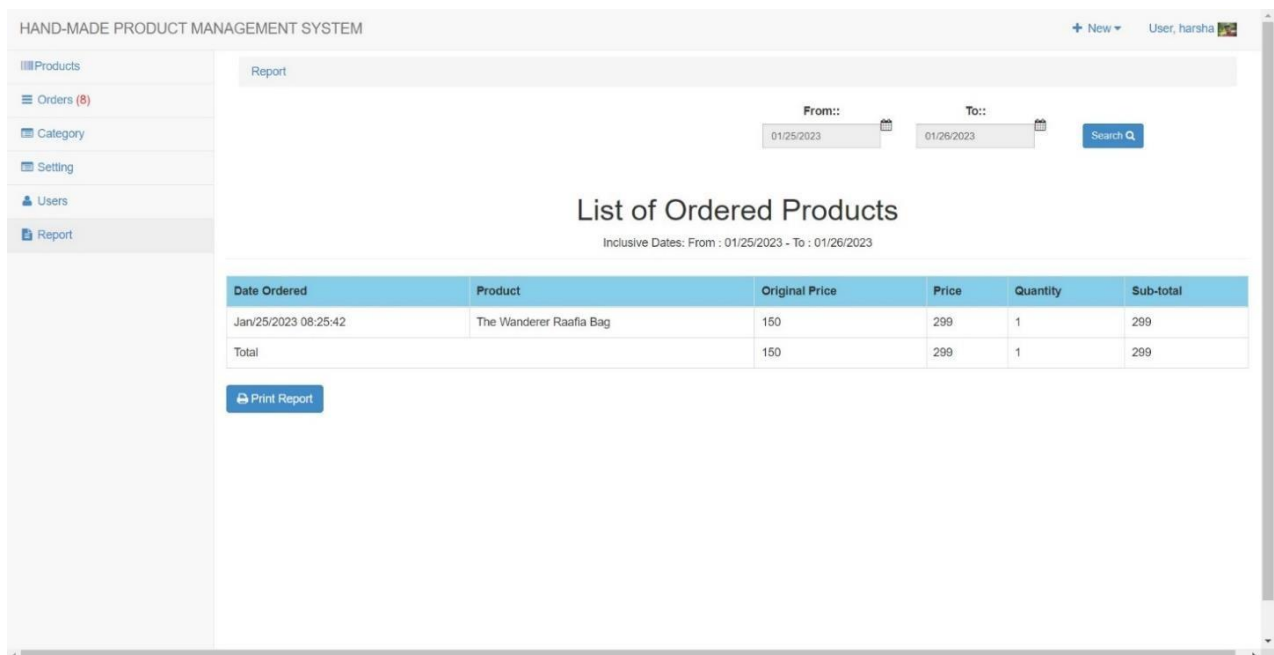 HAND-MADE PRODUCT MANAGEMENT SYSTEM
New
User, harsha
Products
Orders (8)
Category
Setting
Users
Report
Report
From::
To::
01/25/2023
01/26/2023
Search
List of Ordered Products
Inclusive Dates: From : 01/25/2023 - To : 01/26/2023
Date Ordered Product Original Price Price Quantity Sub-total
Jan/25/2023 08:25:42 The Wanderer Raafia Bag 150 299 1 299
Total 150 299 1 299
Print Report